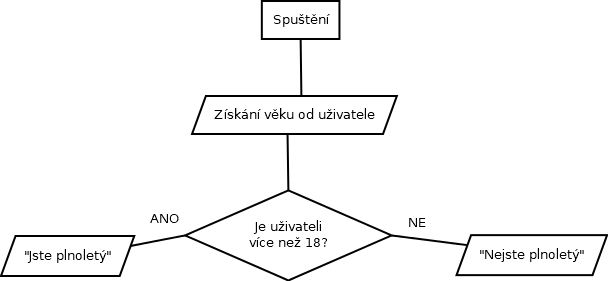 Spuštění
Získání věku od uživatele
Je uživateli
více než 18?
ANO
NE
"Jste plnoletý"
"Nejste plnoletý"